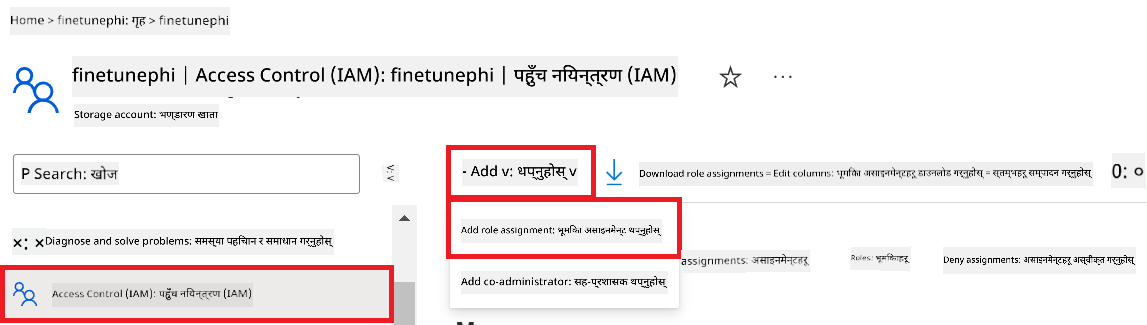 Home > finetunephi: गृह > finetunephi
finetunephi | Access Control (IAM): finetunephi | पहुँच नियन्त्रण (IAM)
Storage account: भण्डारण खाता
P Search: खोज
- Add v: थप्नुहोस् v
Download role assignments = Edit columns: भूमिका असाइनमेन्टहरू डाउनलोड गर्नुहोस् = स्तम्भहरू सम्पादन गर्नुहोस्
Add role assignment: भूमिका असाइनमेन्ट थप्नुहोस्
×: ×Diagnose and solve problems: समस्या पहिचान र समाधान गर्नुहोस्
assignments: असाइनमेन्टहरू
Roles: भूमिकाहरू
Deny assignments: असाइनमेन्टहरू अस्वीकृत गर्नुहोस्
Add co-administrator: सह-प्रशासक थप्नुहोस्
Access Control (IAM): पहुँच नियन्त्रण (IAM)